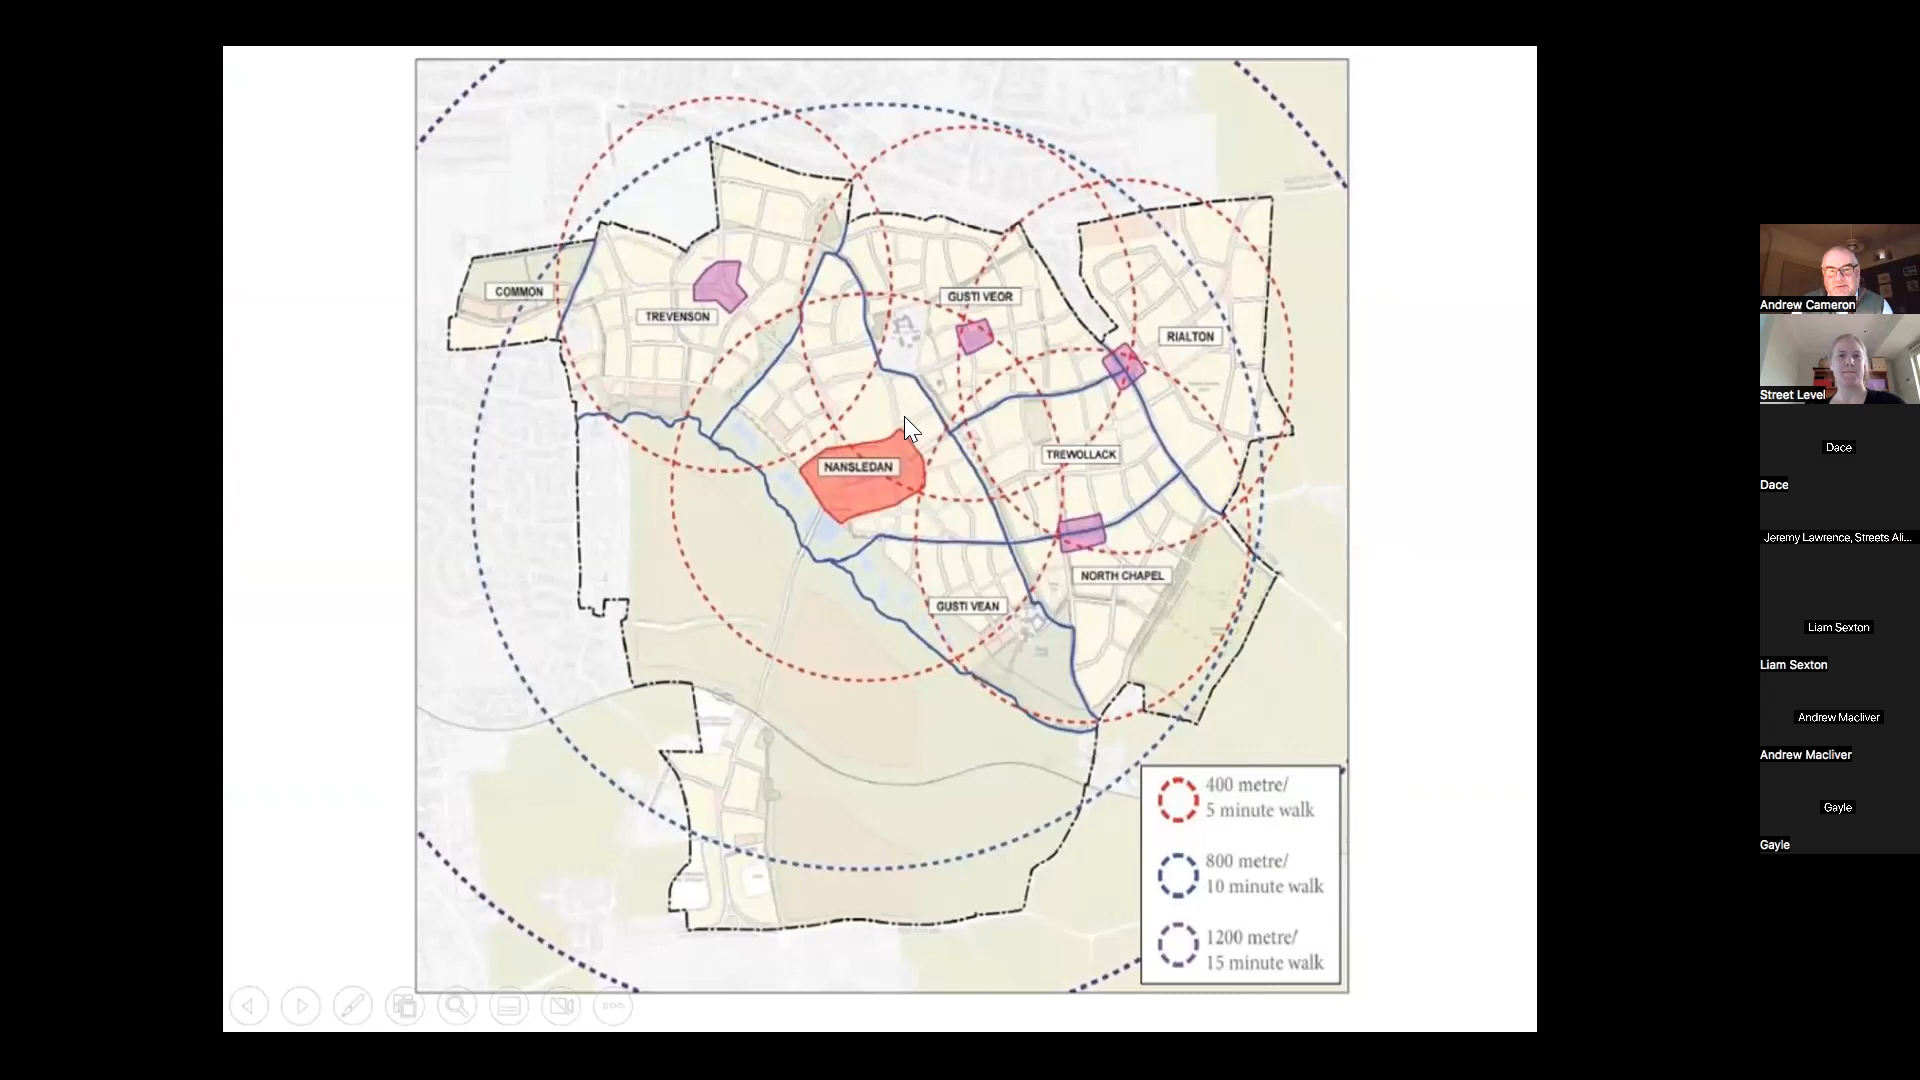 COMMON
TREVENSON
GUSTI VEOR
RIALTON
NANSLEDAN
TREWOLLACK
NORTH CHAPEL
GUSTI VEAN
400 metre/
5 minute walk
800 metre/
10 minute walk
1200 metre/
15 minute walk
Andrew Cameron
Street Level
Dace
Dace
Jeremy Lawrence, Streets Ali...
Liam Sexton
Liam Sexton
Andrew Macliver
Andrew Macliver
Gayle
Gayle